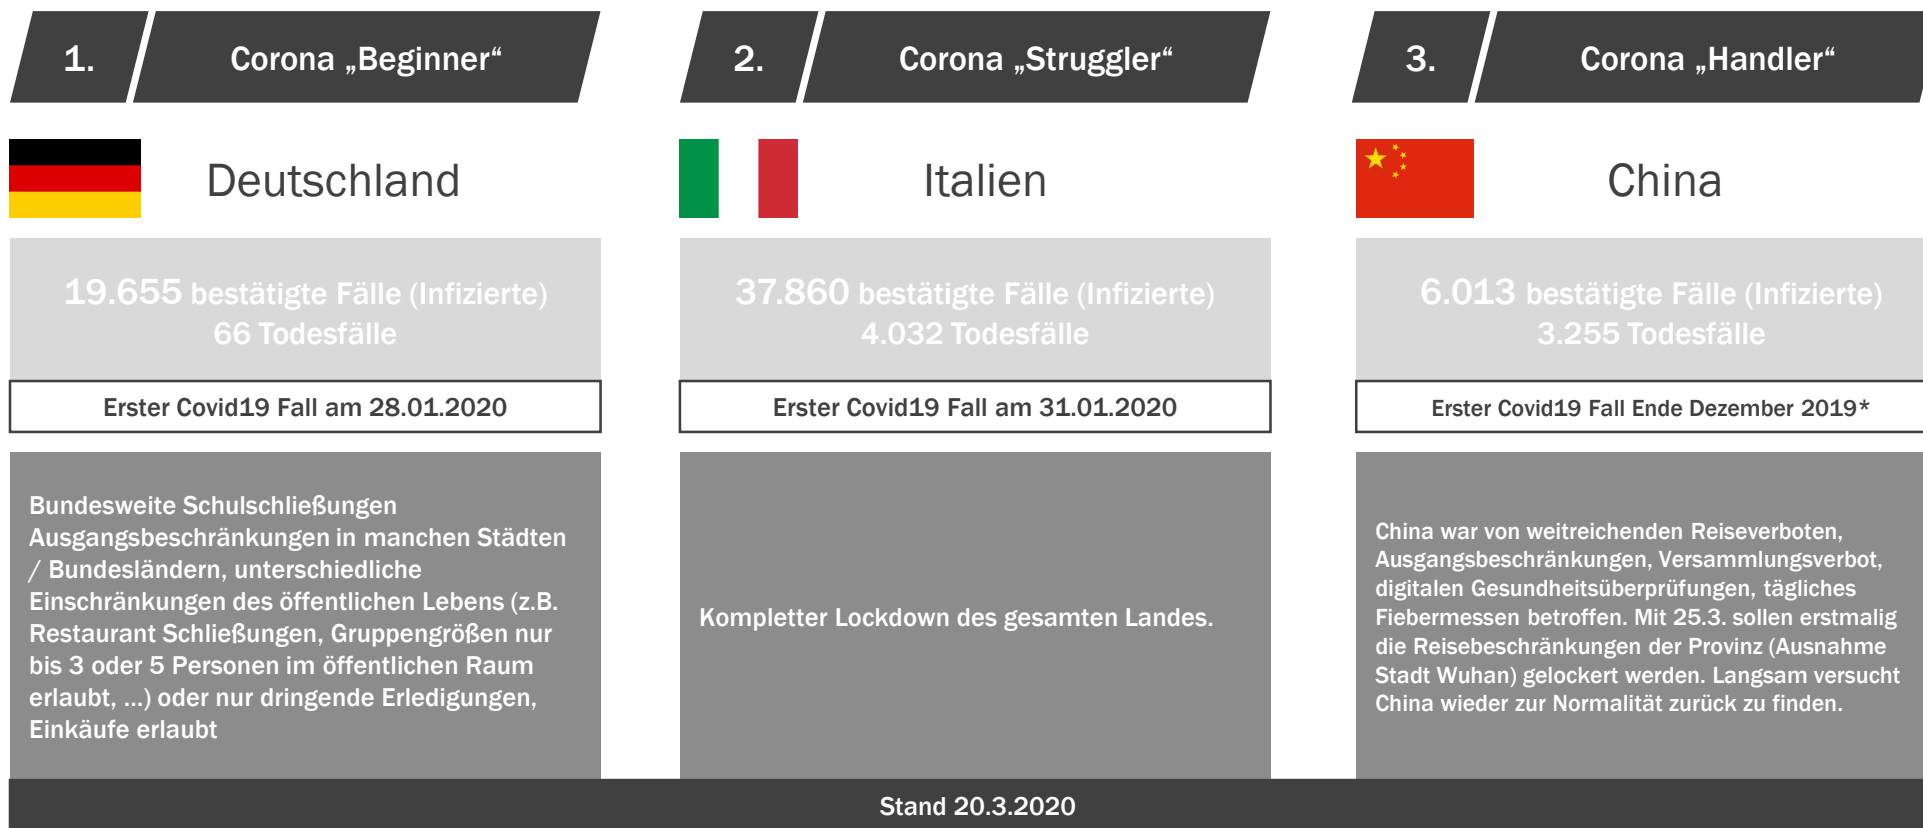 1.
Corona „Beginner“
Deutschland
19.655 bestätigte Fälle (Infizierte)
66 Todesfälle
Erster Covid19 Fall am 28.01.2020
Bundesweite Schulschließungen
Ausgangsbeschränkungen in manchen Städten
/ Bundesländern, unterschiedliche
Einschränkungen des öffentlichen Lebens (z.B.
Restaurant Schließungen, Gruppengrößen nur
bis 3 oder 5 Personen im öffentlichen Raum
erlaubt, ...) oder nur dringende Erledigungen,
Einkäufe erlaubt
2.
Corona „Struggler“
Italien
37.860 bestätigte Fälle (Infizierte)
4.032 Todesfälle
Erster Covid19 Fall am 31.01.2020
Kompletter Lockdown des gesamten Landes.
3.
Corona „Handler“
China
6.013 bestätigte Fälle (Infizierte)
3.255 Todesfälle
Erster Covid19 Fall Ende Dezember 2019*
China war von weitreichenden Reiseverboten,
Ausgangsbeschränkungen, Versammlungsverbot,
digitalen Gesundheitsüberprüfungen, tägliches
Fiebermessen betroffen. Mit 25.3. sollen erstmalig
die Reisebeschränkungen der Provinz (Ausnahme
Stadt Wuhan) gelockert werden. Langsam versucht
China wieder zur Normalität zurück zu finden.
Stand 20.3.2020